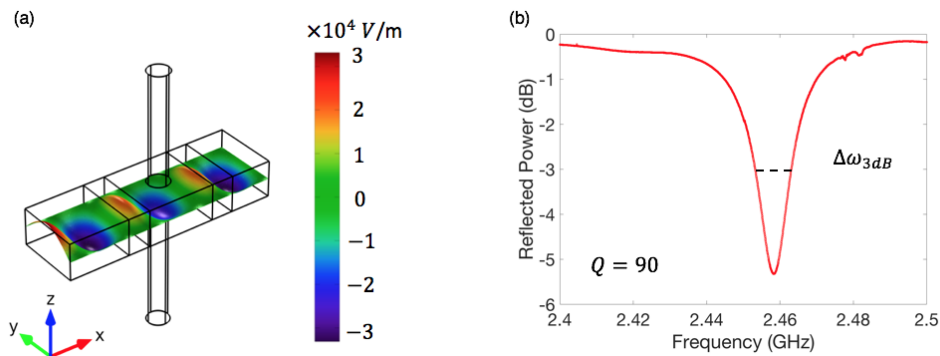 (a)
×10⁴ V/m
3
2
1
0
−1
−2
−3
z
y
x
(b)
0
-1
-2
-3
-4
-5
-6
Reflected Power (dB)
Δω3dB
Q = 90
2.4
2.42
2.44
2.46
2.48
2.5
Frequency (GHz)